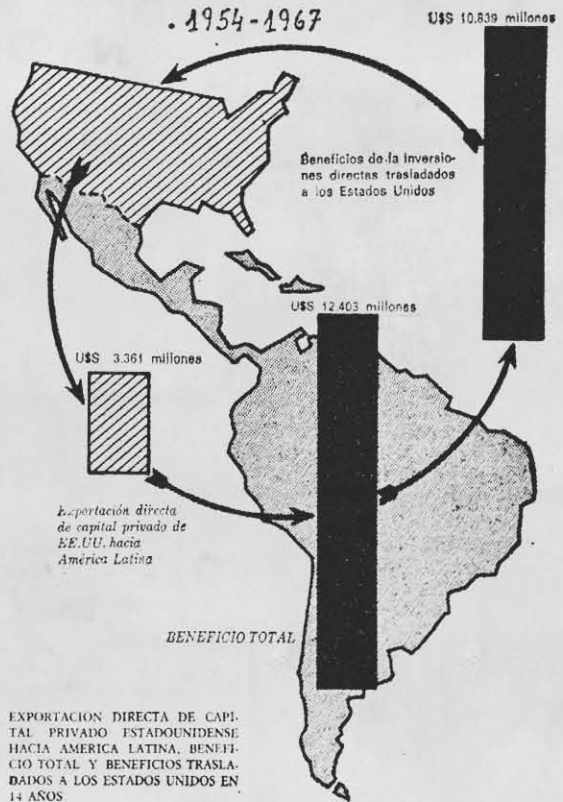 . 1954-1967
U$S 10.839 millones
Beneficios de la inversio-
nes directas trasladados
a los Estados Unidos
U$S 12.403 millones
U$S 3.361 millones
Exportación directa
de capital privado de
EE.UU. hacia
América Latina
BENEFICIO TOTAL
EXPORTACION DIRECTA DE CAPI-
TAL PRIVADO ESTADOUNIDENSE
HACIA AMERICA LATINA, BENEFI-
CIO TOTAL Y BENEFICIOS TRASLA-
DADOS A LOS ESTADOS UNIDOS EN
14 AÑOS